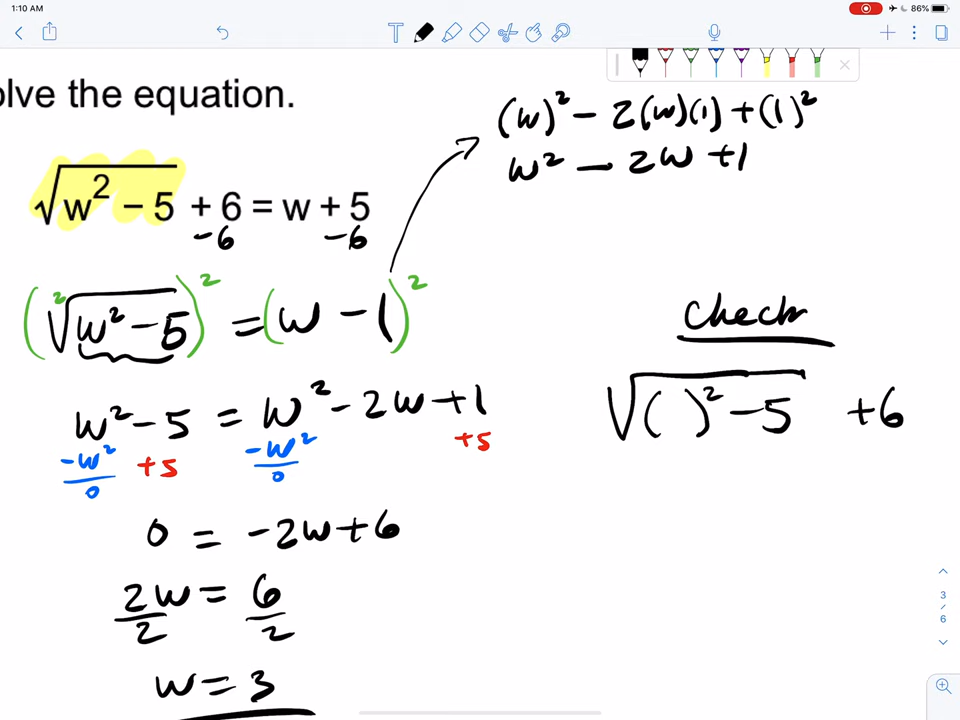 1:10 AM
86%
olve the equation.
√(w² − 5) + 6 = w + 5
−6 −6
(²√(w² − 5))² = (w − 1)²
(w)² − 2(w)(1) + (1)²
w² − 2w + 1
w² − 5 = w² − 2w + 1
−w² +5 −w² +5
0 0
0 = −2w + 6
2w = 6
2 2
w = 3
Check
√(( )² − 5) + 6
3
/
6